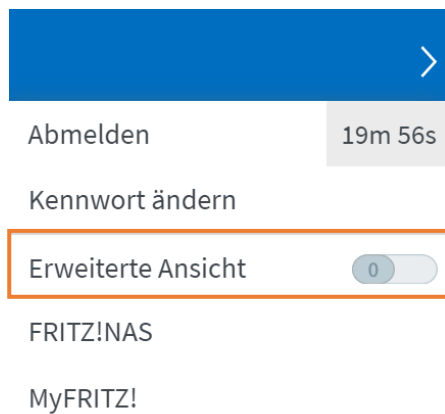 Abmelden 19m 56s
Kennwort ändern
Erweiterte Ansicht 0
FRITZ!NAS
MyFRITZ!